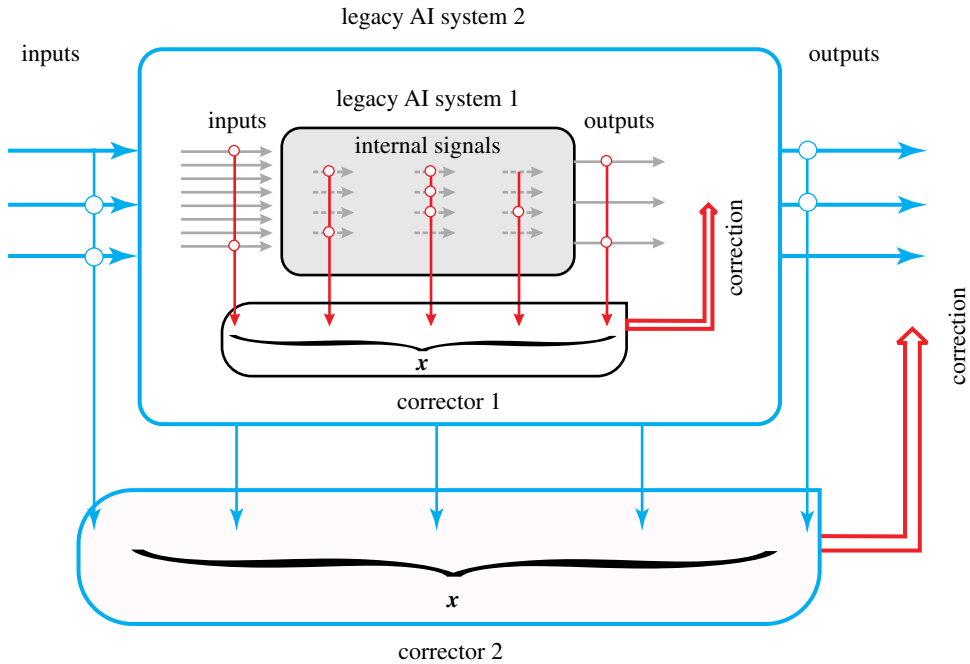 legacy AI system 2
inputs
outputs
legacy AI system 1
inputs
outputs
internal signals
correction
x
corrector 1
correction
x
corrector 2